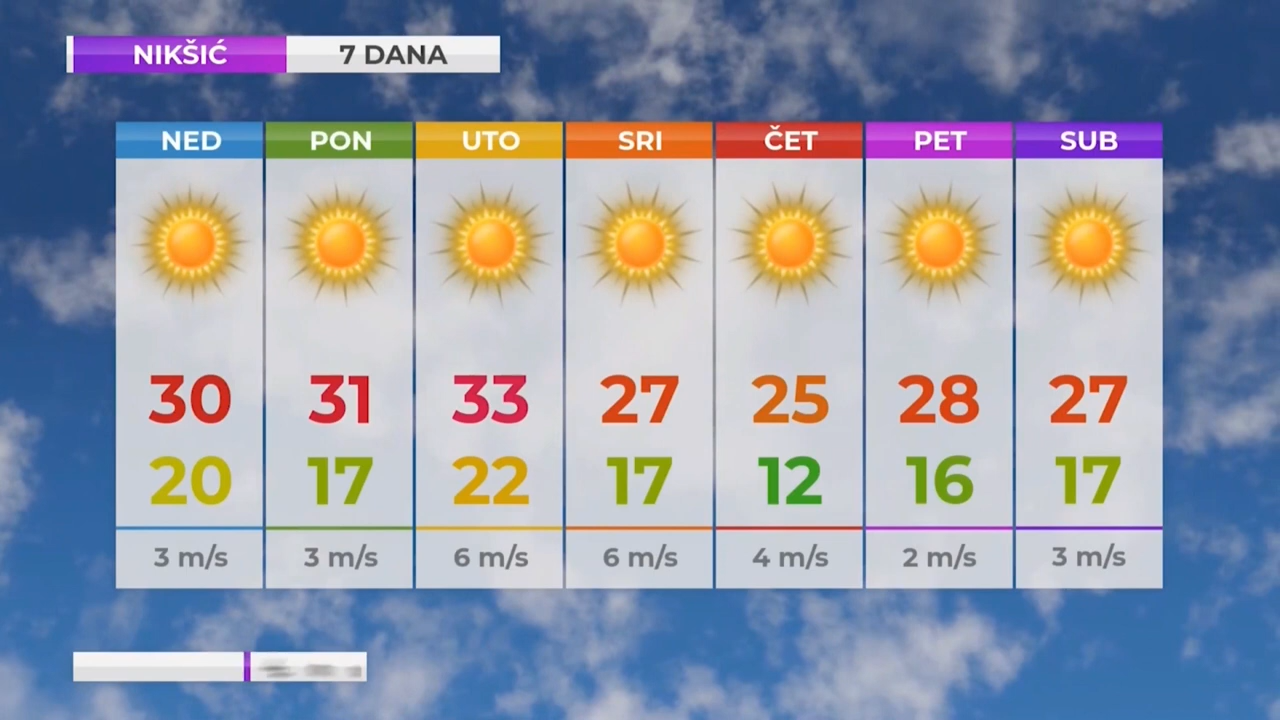 NIKŠIĆ 7 DANA
NED PON UTO SRI ČET PET SUB
30 31 33 27 25 28 27
20 17 22 17 12 16 17
3 m/s 3 m/s 6 m/s 6 m/s 4 m/s 2 m/s 3 m/s